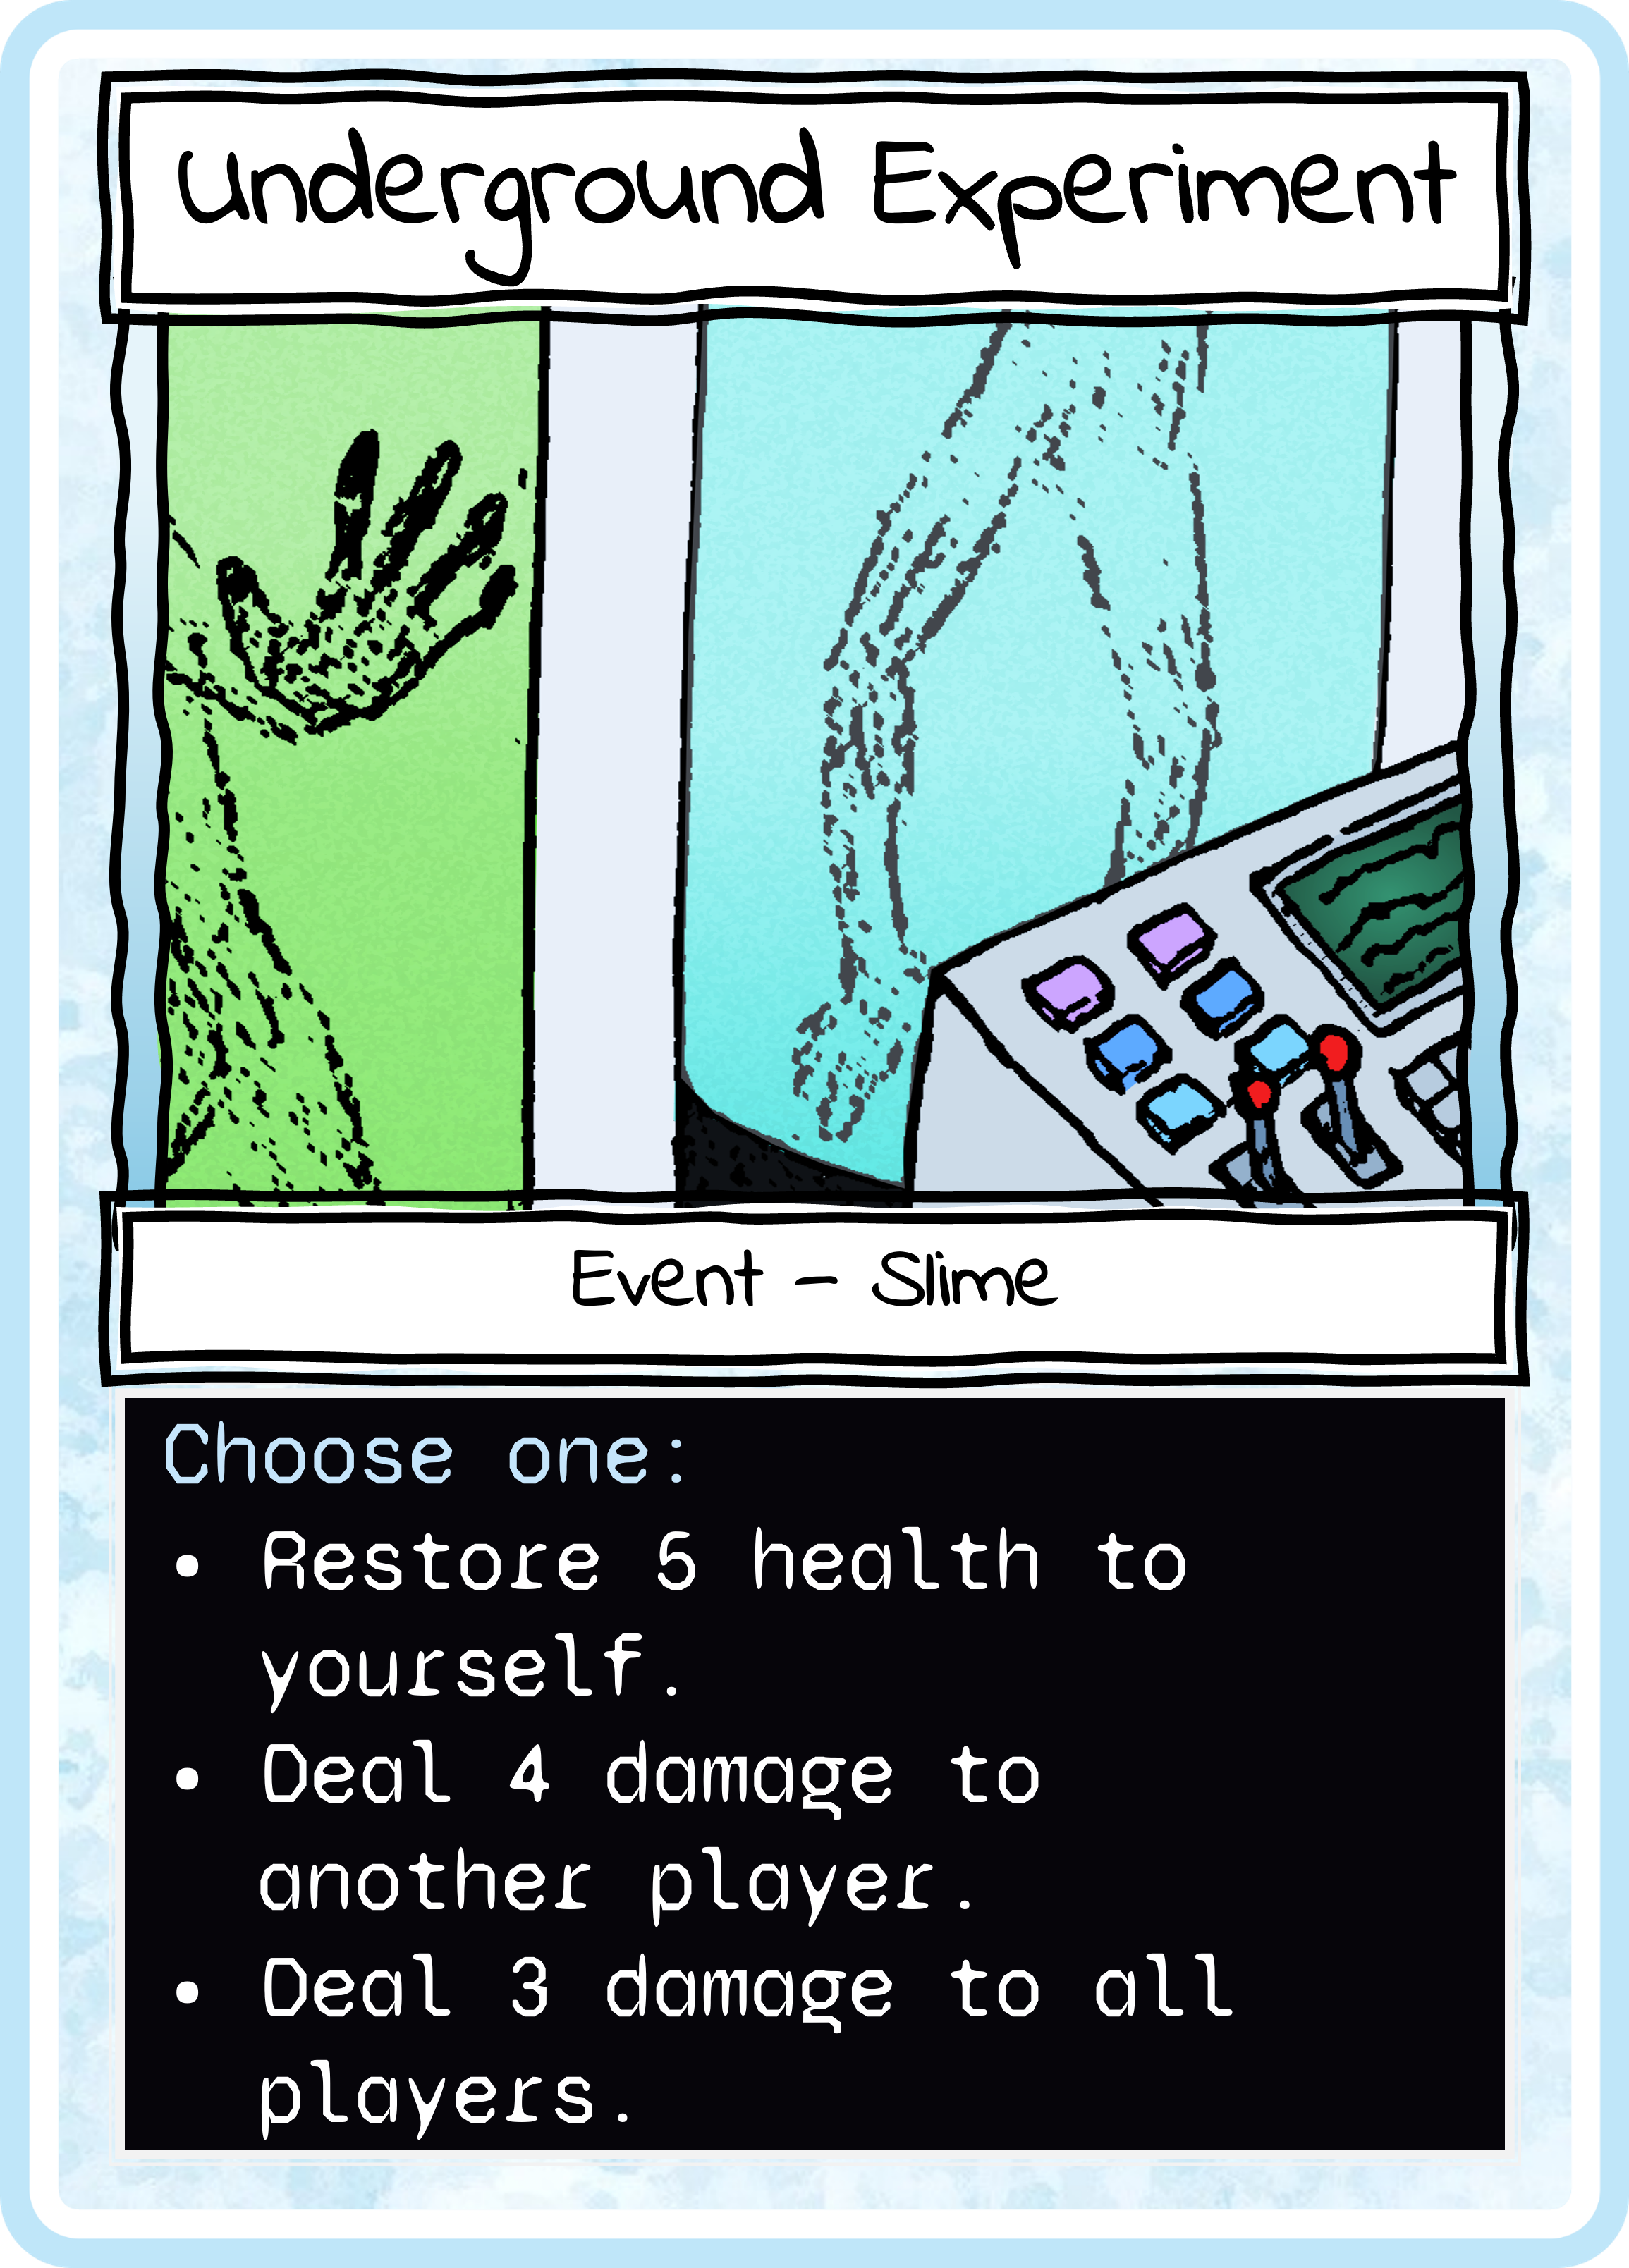 Underground Experiment
Event – Slime
Choose one:
• Restore 5 health to
yourself.
• Deal 4 damage to
another player.
• Deal 3 damage to all
players.